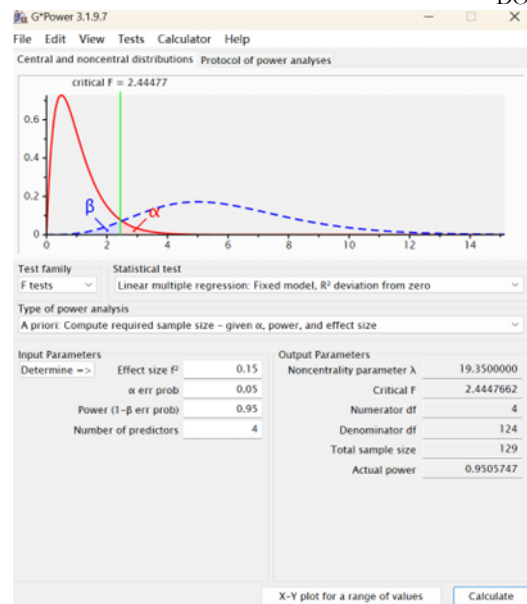 DO
G*Power 3.1.9.7
File Edit View Tests Calculator Help
Central and noncentral distributions Protocol of power analyses
critical F = 2.44477
0.6
0.4
0.2
0
β
α
0 2 4 6 8 10 12 14
Test family Statistical test
F tests Linear multiple regression: Fixed model, R² deviation from zero
Type of power analysis
A priori: Compute required sample size – given α, power, and effect size
Input Parameters Output Parameters
Determine => Effect size f² 0.15 Noncentrality parameter λ 19.3500000
α err prob 0.05 Critical F 2.4447662
Power (1-β err prob) 0.95 Numerator df 4
Number of predictors 4 Denominator df 124
Total sample size 129
Actual power 0.9505747
X-Y plot for a range of values Calculate